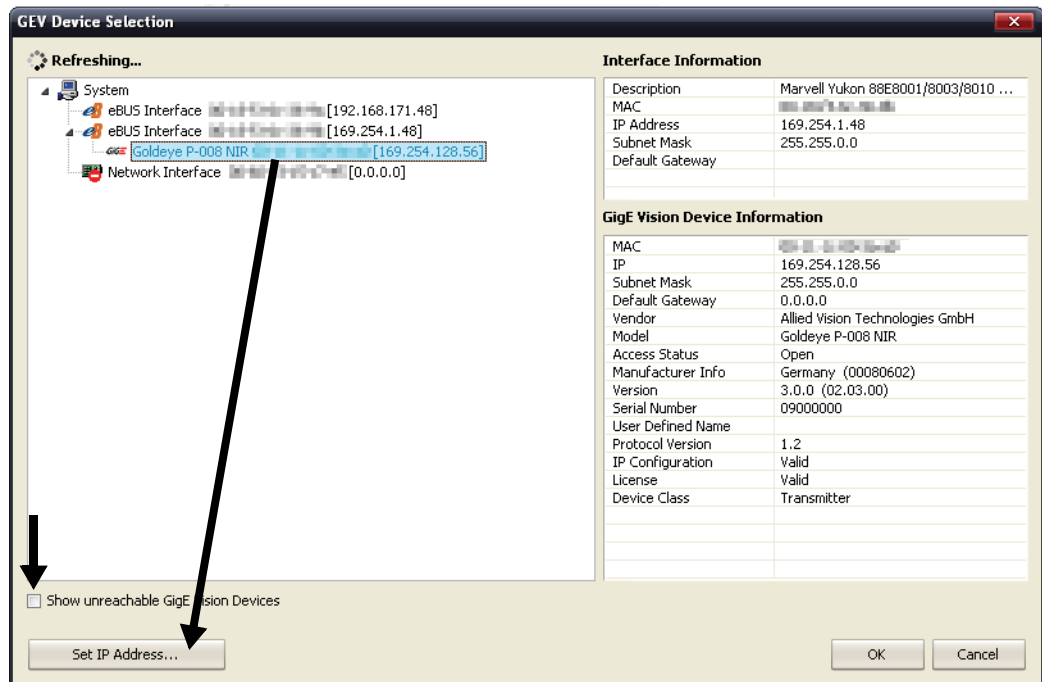 GEV Device Selection
Refreshing...
System
eBUS Interface [192.168.171.48]
eBUS Interface [169.254.1.48]
GIGE Goldeye P-008 NIR [169.254.128.56]
Network Interface [0.0.0.0]
Show unreachable GigE Vision Devices
Set IP Address...
Interface Information
Description Marvell Yukon 88E8001/8003/8010 ...
MAC
IP Address 169.254.1.48
Subnet Mask 255.255.0.0
Default Gateway
GigE Vision Device Information
MAC
IP 169.254.128.56
Subnet Mask 255.255.0.0
Default Gateway 0.0.0.0
Vendor Allied Vision Technologies GmbH
Model Goldeye P-008 NIR
Access Status Open
Manufacturer Info Germany (00080602)
Version 3.0.0 (02.03.00)
Serial Number 09000000
User Defined Name
Protocol Version 1.2
IP Configuration Valid
License Valid
Device Class Transmitter
OK Cancel